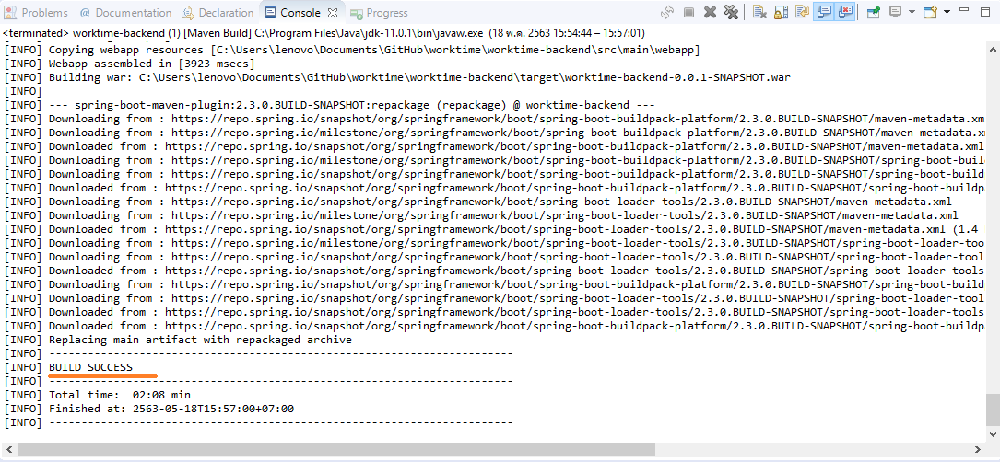 Problems @ Documentation Declaration Console Progress
<terminated> worktime-backend (1) [Maven Build] C:\Program Files\Java\jdk-11.0.1\bin\javaw.exe (18 พ.ค. 2563 15:54:44 – 15:57:01)
[INFO] Copying webapp resources [C:\Users\lenovo\Documents\GitHub\worktime\worktime-backend\src\main\webapp]
[INFO] Webapp assembled in [3923 msecs]
[INFO] Building war: C:\Users\lenovo\Documents\GitHub\worktime\worktime-backend\target\worktime-backend-0.0.1-SNAPSHOT.war
[INFO]
[INFO] --- spring-boot-maven-plugin:2.3.0.BUILD-SNAPSHOT:repackage (repackage) @ worktime-backend ---
[INFO] Downloading from : https://repo.spring.io/snapshot/org/springframework/boot/spring-boot-buildpack-platform/2.3.0.BUILD-SNAPSHOT/maven-metadata.xm
[INFO] Downloading from : https://repo.spring.io/milestone/org/springframework/boot/spring-boot-buildpack-platform/2.3.0.BUILD-SNAPSHOT/maven-metadata.x
[INFO] Downloaded from : https://repo.spring.io/snapshot/org/springframework/boot/spring-boot-buildpack-platform/2.3.0.BUILD-SNAPSHOT/maven-metadata.xml
[INFO] Downloading from : https://repo.spring.io/milestone/org/springframework/boot/spring-boot-buildpack-platform/2.3.0.BUILD-SNAPSHOT/spring-boot-buil
[INFO] Downloading from : https://repo.spring.io/snapshot/org/springframework/boot/spring-boot-buildpack-platform/2.3.0.BUILD-SNAPSHOT/spring-boot-build
[INFO] Downloaded from : https://repo.spring.io/snapshot/org/springframework/boot/spring-boot-buildpack-platform/2.3.0.BUILD-SNAPSHOT/spring-boot-buildp
[INFO] Downloading from : https://repo.spring.io/snapshot/org/springframework/boot/spring-boot-loader-tools/2.3.0.BUILD-SNAPSHOT/maven-metadata.xml
[INFO] Downloading from : https://repo.spring.io/milestone/org/springframework/boot/spring-boot-loader-tools/2.3.0.BUILD-SNAPSHOT/maven-metadata.xml
[INFO] Downloaded from : https://repo.spring.io/snapshot/org/springframework/boot/spring-boot-loader-tools/2.3.0.BUILD-SNAPSHOT/maven-metadata.xml (1.4
[INFO] Downloading from : https://repo.spring.io/milestone/org/springframework/boot/spring-boot-loader-tools/2.3.0.BUILD-SNAPSHOT/spring-boot-loader-too
[INFO] Downloading from : https://repo.spring.io/snapshot/org/springframework/boot/spring-boot-loader-tools/2.3.0.BUILD-SNAPSHOT/spring-boot-loader-tools
[INFO] Downloaded from : https://repo.spring.io/snapshot/org/springframework/boot/spring-boot-loader-tools/2.3.0.BUILD-SNAPSHOT/spring-boot-loader-tools
[INFO] Downloading from : https://repo.spring.io/snapshot/org/springframework/boot/spring-boot-buildpack-platform/2.3.0.BUILD-SNAPSHOT/spring-boot-build
[INFO] Downloading from : https://repo.spring.io/snapshot/org/springframework/boot/spring-boot-loader-tools/2.3.0.BUILD-SNAPSHOT/spring-boot-loader-tool
[INFO] Downloaded from : https://repo.spring.io/snapshot/org/springframework/boot/spring-boot-loader-tools/2.3.0.BUILD-SNAPSHOT/spring-boot-loader-tools
[INFO] Downloaded from : https://repo.spring.io/snapshot/org/springframework/boot/spring-boot-buildpack-platform/2.3.0.BUILD-SNAPSHOT/spring-boot-buildp
[INFO] Replacing main artifact with repackaged archive
[INFO] ------------------------------------------------------------------------
[INFO] BUILD SUCCESS
[INFO] ------------------------------------------------------------------------
[INFO] Total time: 02:08 min
[INFO] Finished at: 2563-05-18T15:57:00+07:00
[INFO] ------------------------------------------------------------------------